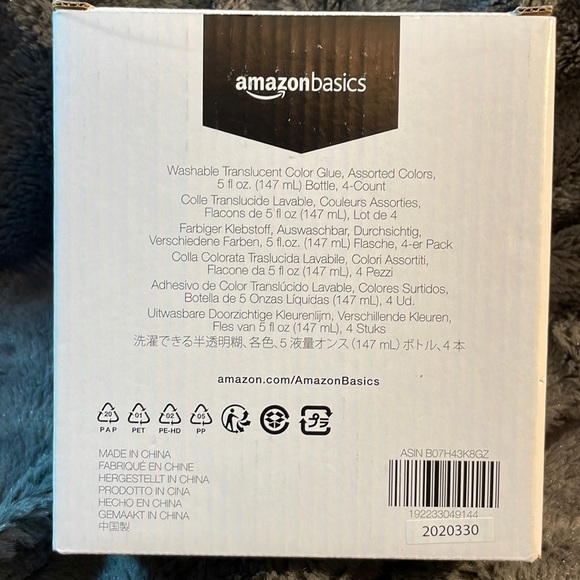 amazonbasics
Washable Translucent Color Glue, Assorted Colors,
5 fl oz. (147 mL) Bottle, 4-Count
Colle Translucide Lavable, Couleurs Assorties,
Flacons de 5 fl oz (147 mL), Lot de 4
Farbiger Klebstoff, Auswaschbar, Durchsichtig,
Verschiedene Farben, 5 fl.oz. (147 mL) Flasche, 4-er Pack
Colla Colorata Traslucida Lavabile, Colori Assortiti,
Flacone da 5 fl oz (147 mL), 4 Pezzi
Adhesivo de Color Translúcido Lavable, Colores Surtidos,
Botella de 5 Onzas Líquidas (147 mL), 4 Ud.
Uitwasbare Doorzichtige Kleurenlijm, Verschillende Kleuren,
Fles van 5 fl oz (147 mL), 4 Stuks
洗濯できる半透明糊、各色、5 液量オンス (147 mL) ボトル、4 本
amazon.com/AmazonBasics
20 01 02 05
PAP PET PE-HD PP
プラ
MADE IN CHINA
FABRIQUÉ EN CHINE
HERGESTELLT IN CHINA
PRODOTTO IN CINA
HECHO EN CHINA
GEMAAKT IN CHINA
中国製
ASIN B07H43K8GZ
192233049144
2020330